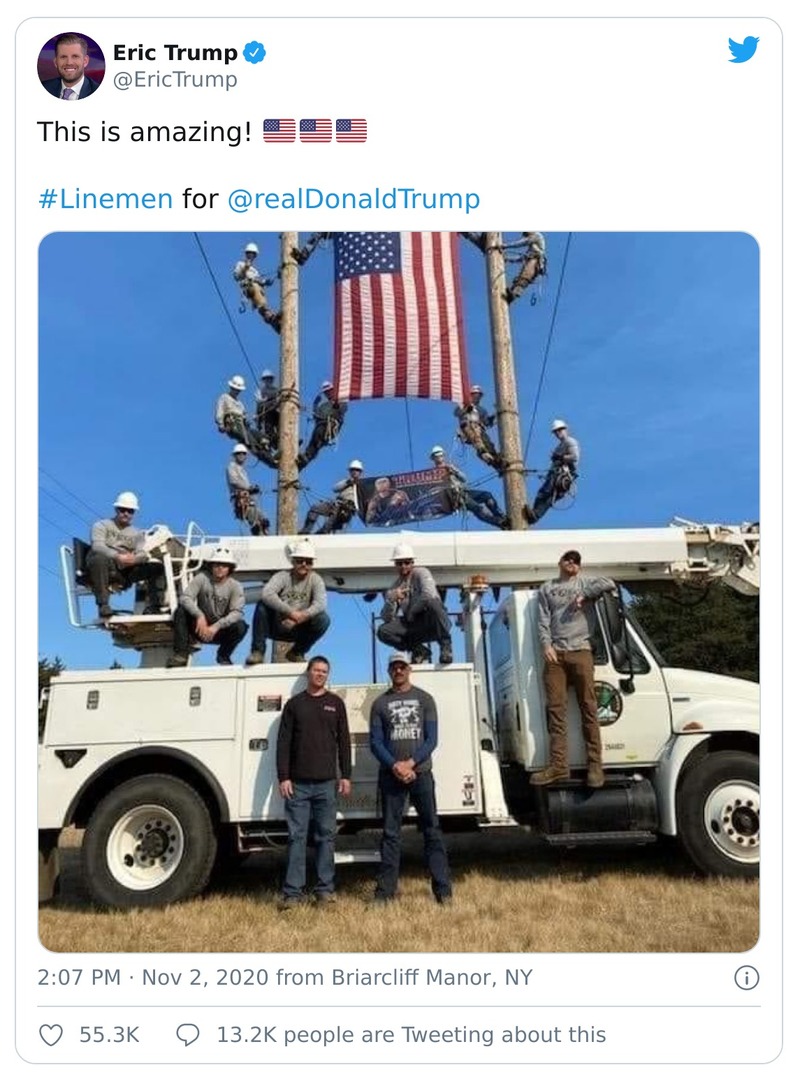 Eric Trump
@EricTrump
This is amazing! 🇺🇸🇺🇸🇺🇸
#Linemen for @realDonaldTrump
MONEY
2:07 PM · Nov 2, 2020 from Briarcliff Manor, NY
55.3K 13.2K people are Tweeting about this